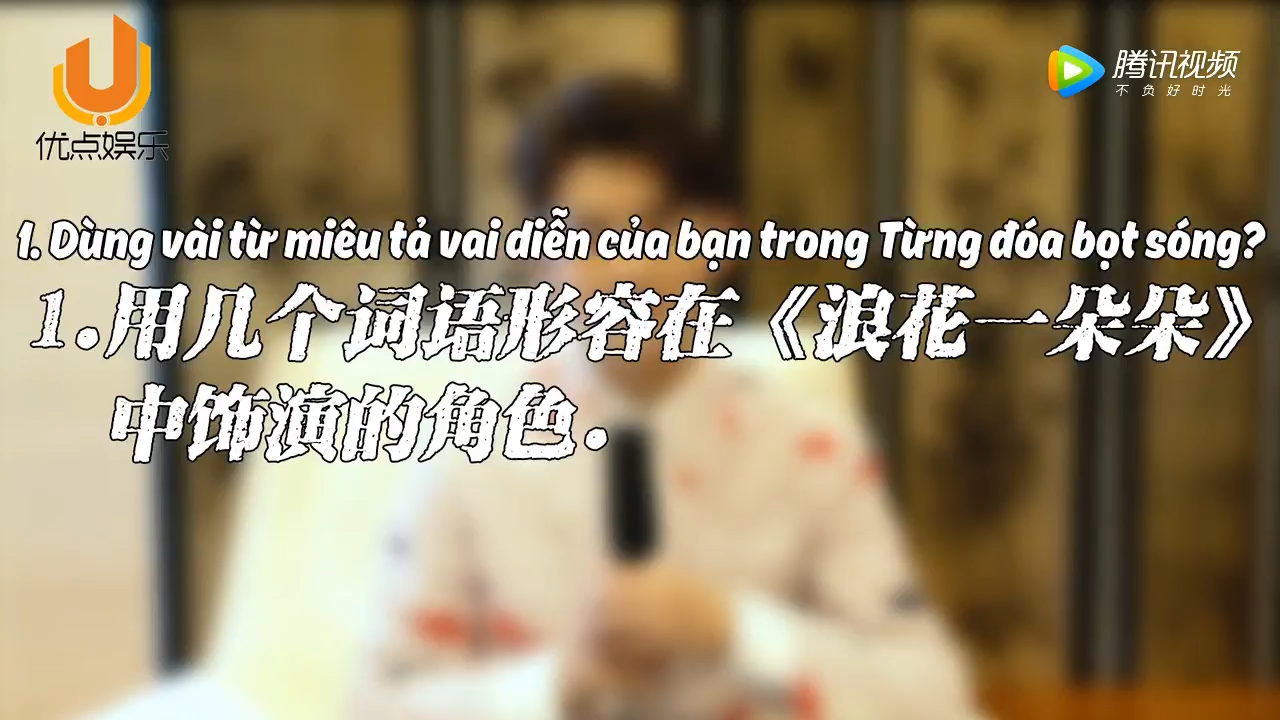 优点娱乐
腾讯视频
不负好时光
1. Dùng vài từ miêu tả vai diễn của bạn trong Từng đóa bọt sóng?
1.用几个词语形容在《浪花一朵朵》
中饰演的角色.